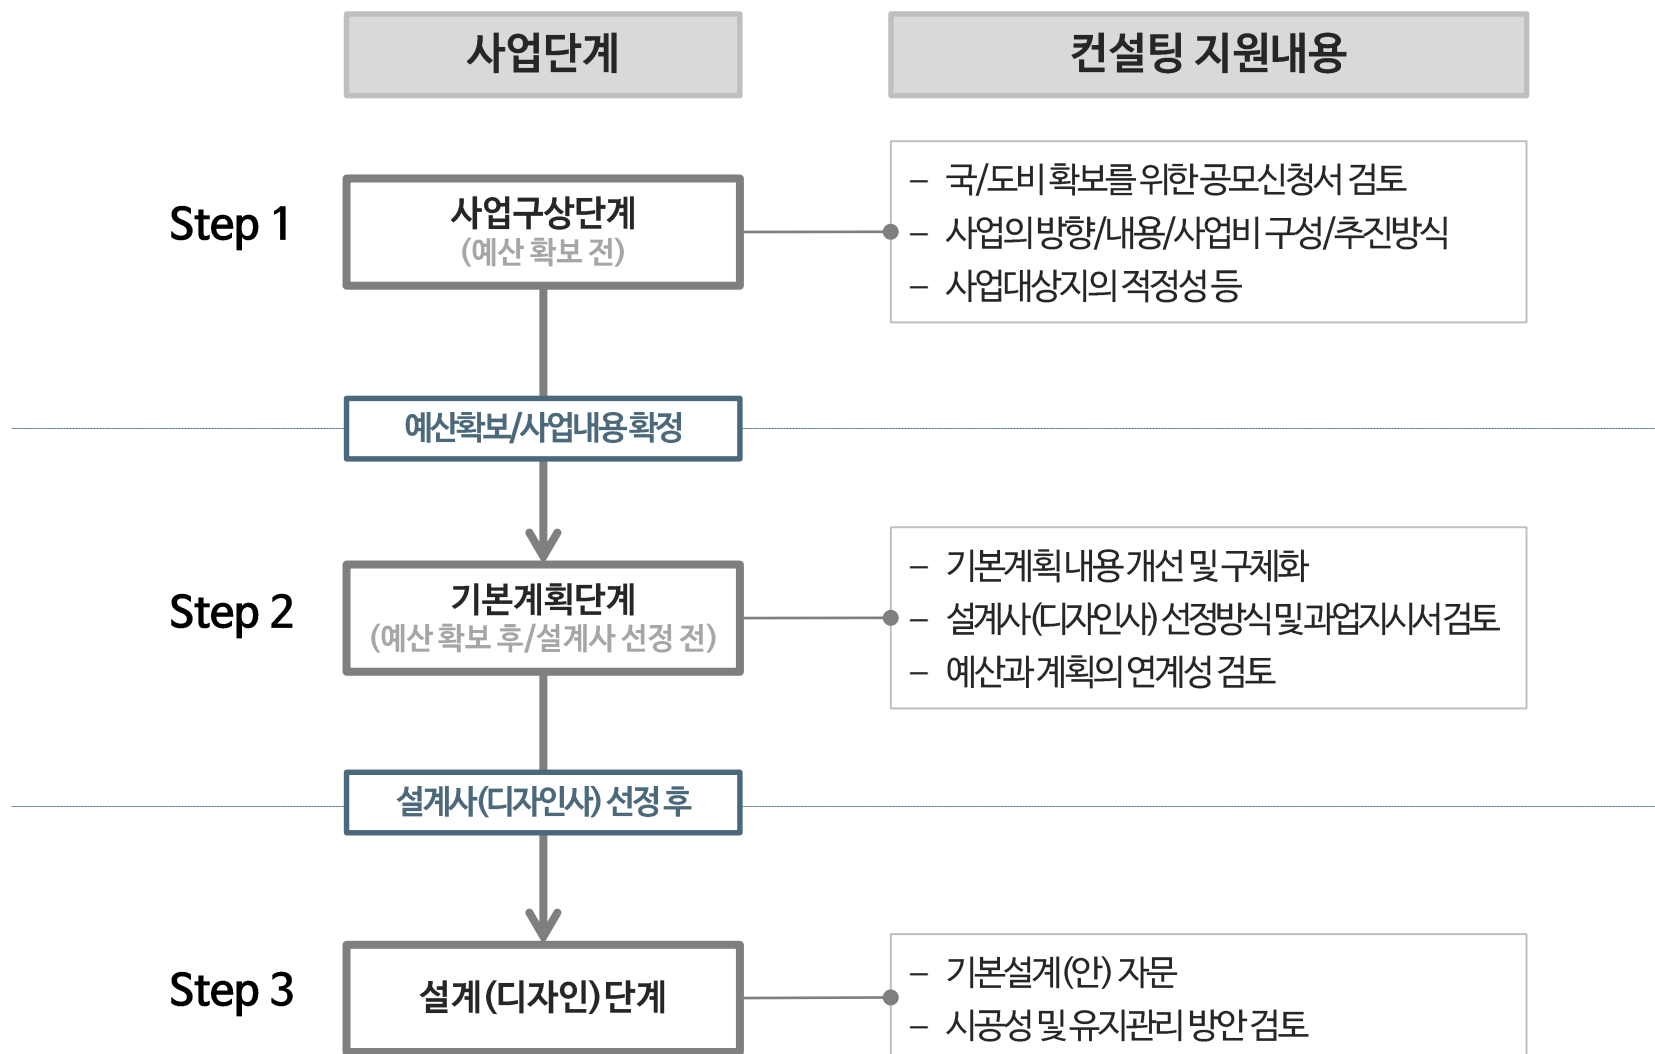 사업단계
컨설팅 지원내용
Step 1
사업구상단계
(예산 확보 전)
– 국/도비 확보를 위한 공모신청서 검토
– 사업의 방향/내용/사업비 구성/추진방식
– 사업대상지의 적정성 등
예산확보/사업내용 확정
Step 2
기본계획단계
(예산 확보 후/설계사 선정 전)
– 기본계획 내용 개선 및 구체화
– 설계사(디자인사) 선정방식 및 과업지시서 검토
– 예산과 계획의 연계성 검토
설계사(디자인사) 선정 후
Step 3
설계(디자인)단계
– 기본설계(안) 자문
– 시공성 및 유지관리 방안 검토